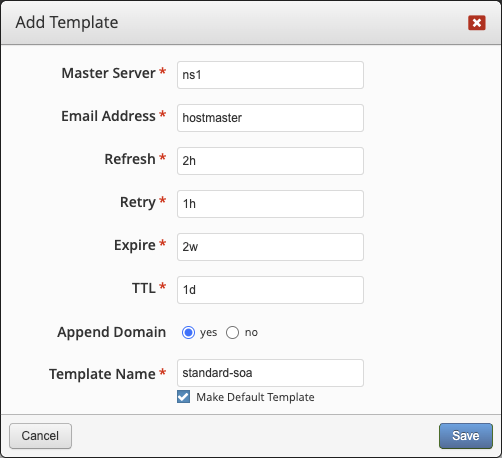 Add Template
Master Server * ns1
Email Address * hostmaster
Refresh * 2h
Retry * 1h
Expire * 2w
TTL * 1d
Append Domain yes no
Template Name * standard-soa
Make Default Template
Cancel Save